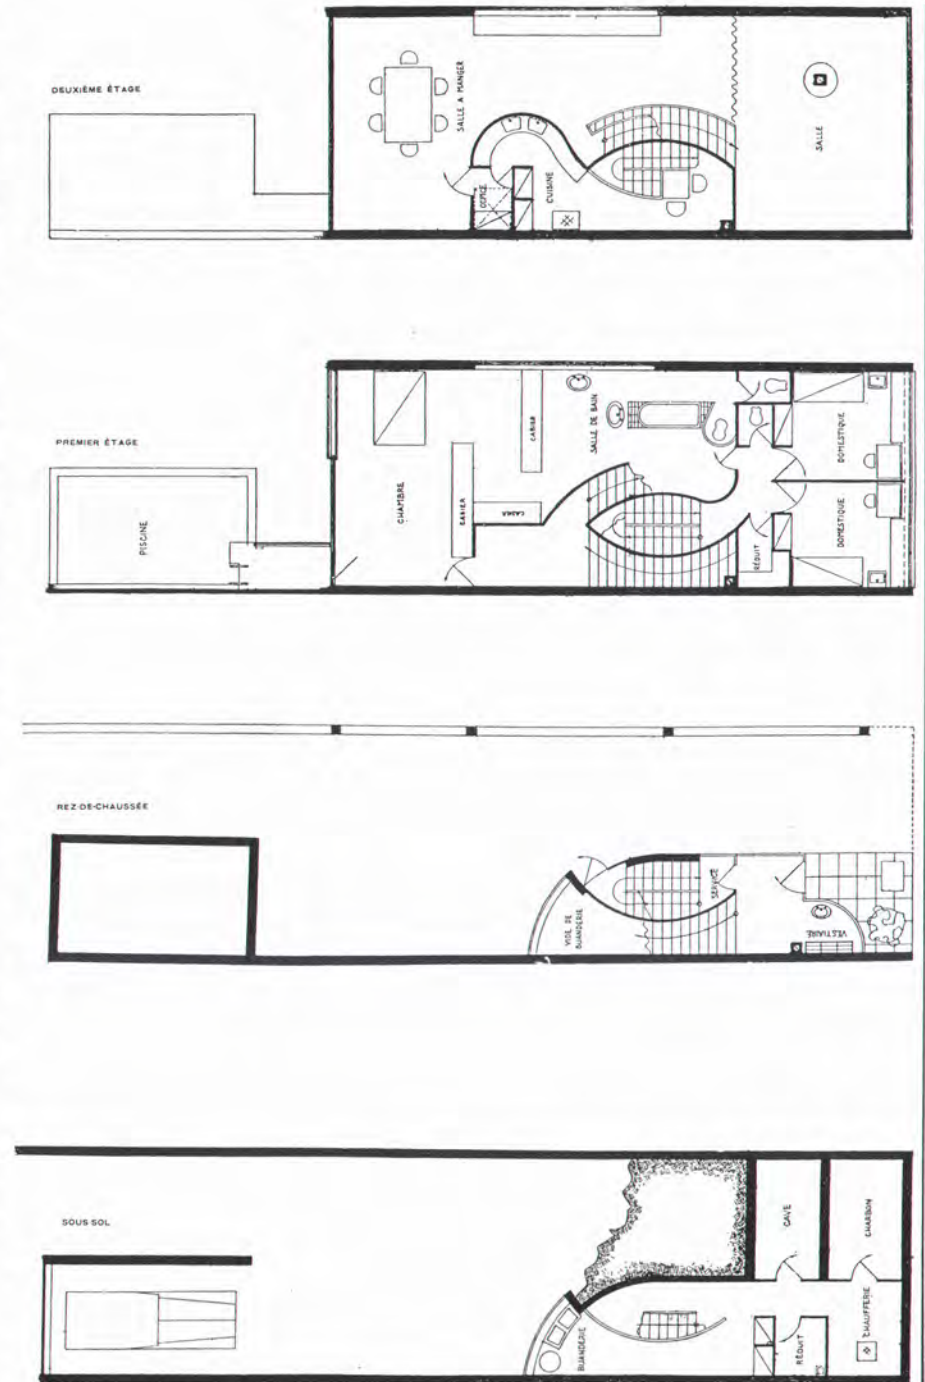 DEUXIÈME ÉTAGE
SALLE A MANGER
OFFICE
CUISINE
SALLE
PREMIER ÉTAGE
PISCINE
CHAMBRE
CASIER
CASIER
CASIER
SALLE DE BAIN
RÉDUIT
DOMESTIQUE
DOMESTIQUE
REZ-DE-CHAUSSÉE
VIDE DE
BUANDERIE
SERVICE
VESTIAIRE
SOUS SOL
BUANDERIE
CAVE
CHARBON
RÉDUIT
CHAUFFERIE